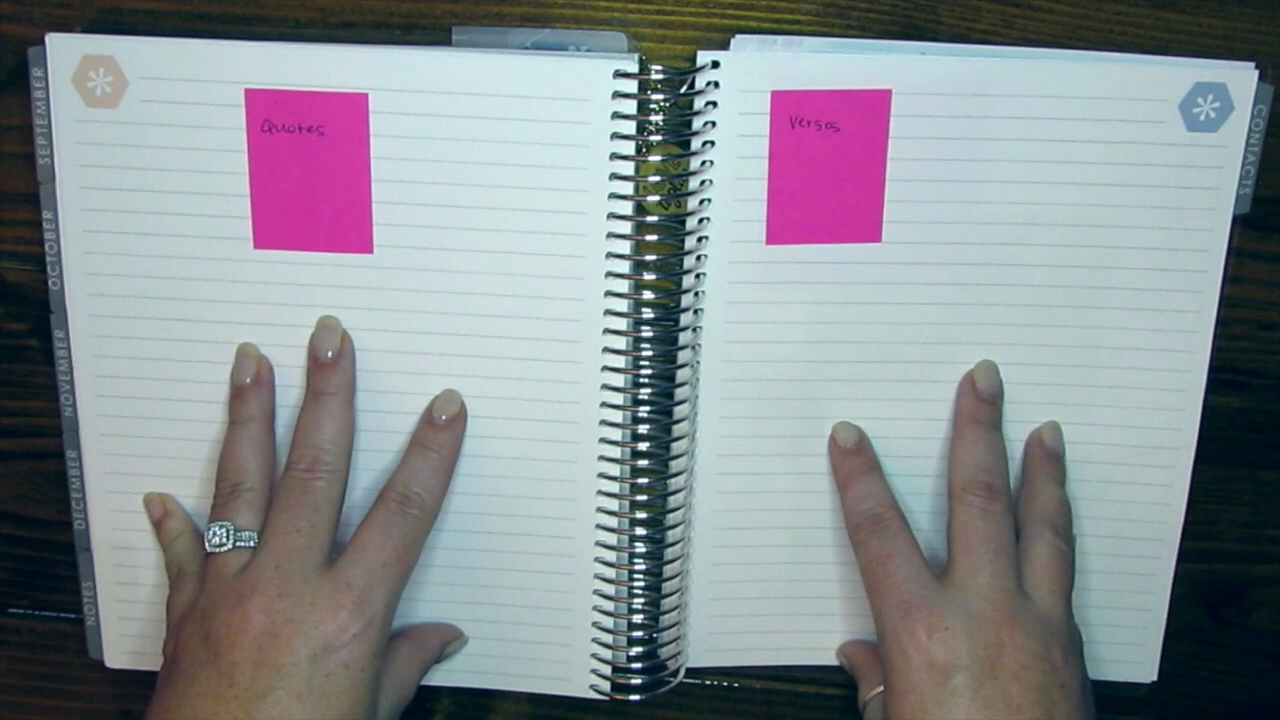 SEPTEMBER
OCTOBER
NOVEMBER
DECEMBER
NOTES
Quotes
Verses
CONTACTS